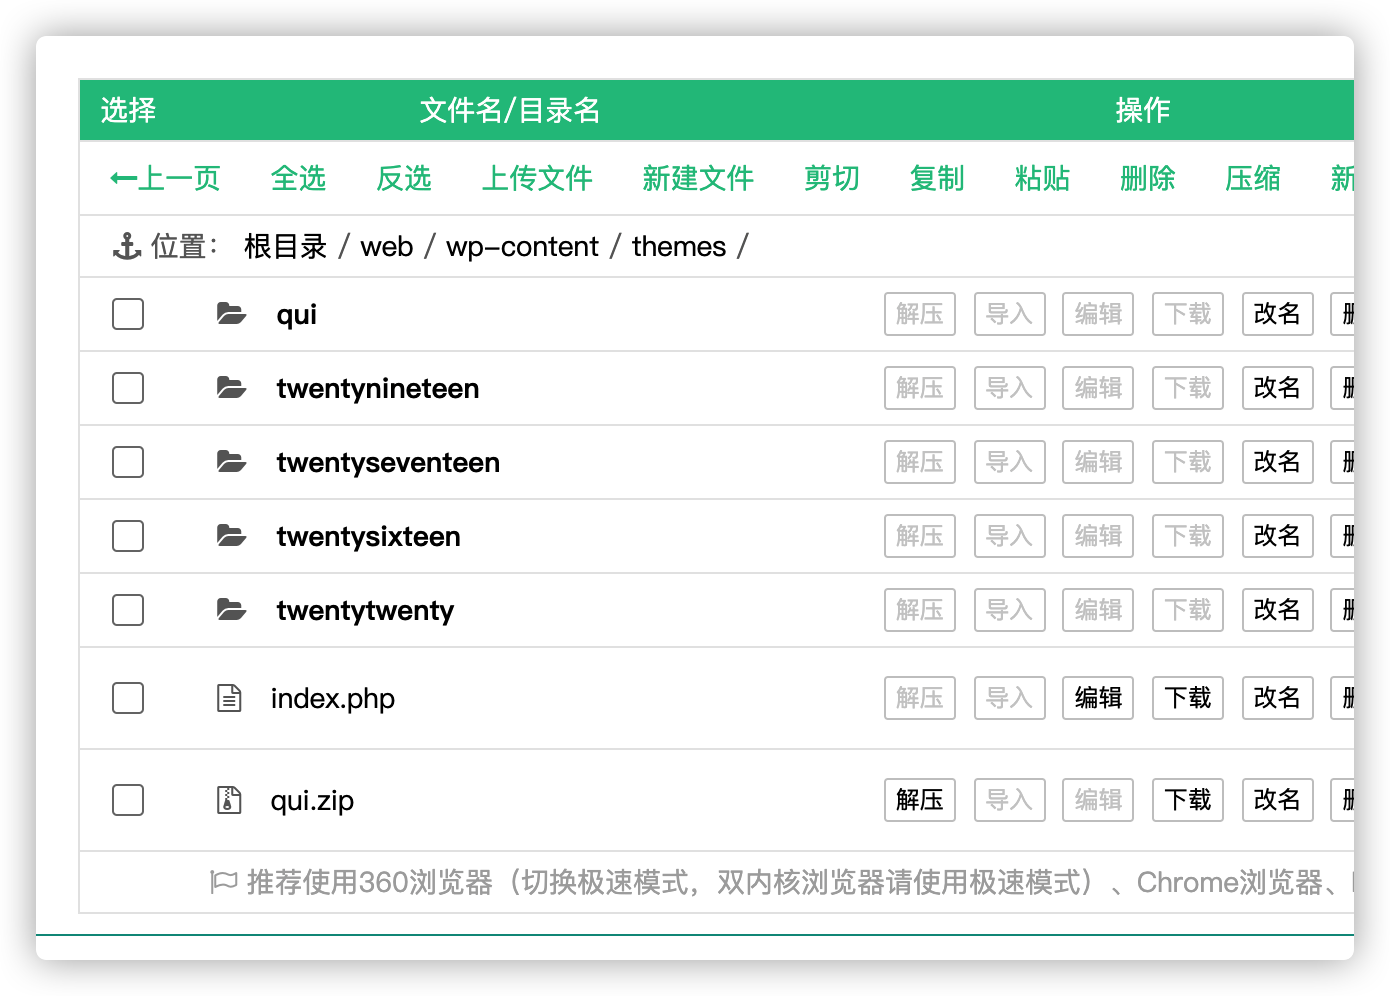 选择 文件名/目录名 操作
上一页 全选 反选 上传文件 新建文件 剪切 复制 粘贴 删除 压缩 新
位置： 根目录 / web / wp-content / themes /
qui 解压 导入 编辑 下载 改名
twentynineteen 解压 导入 编辑 下载 改名
twentyseventeen 解压 导入 编辑 下载 改名
twentysixteen 解压 导入 编辑 下载 改名
twentytwenty 解压 导入 编辑 下载 改名
index.php 解压 导入 编辑 下载 改名
qui.zip 解压 导入 编辑 下载 改名
推荐使用360浏览器（切换极速模式，双内核浏览器请使用极速模式）、Chrome浏览器、